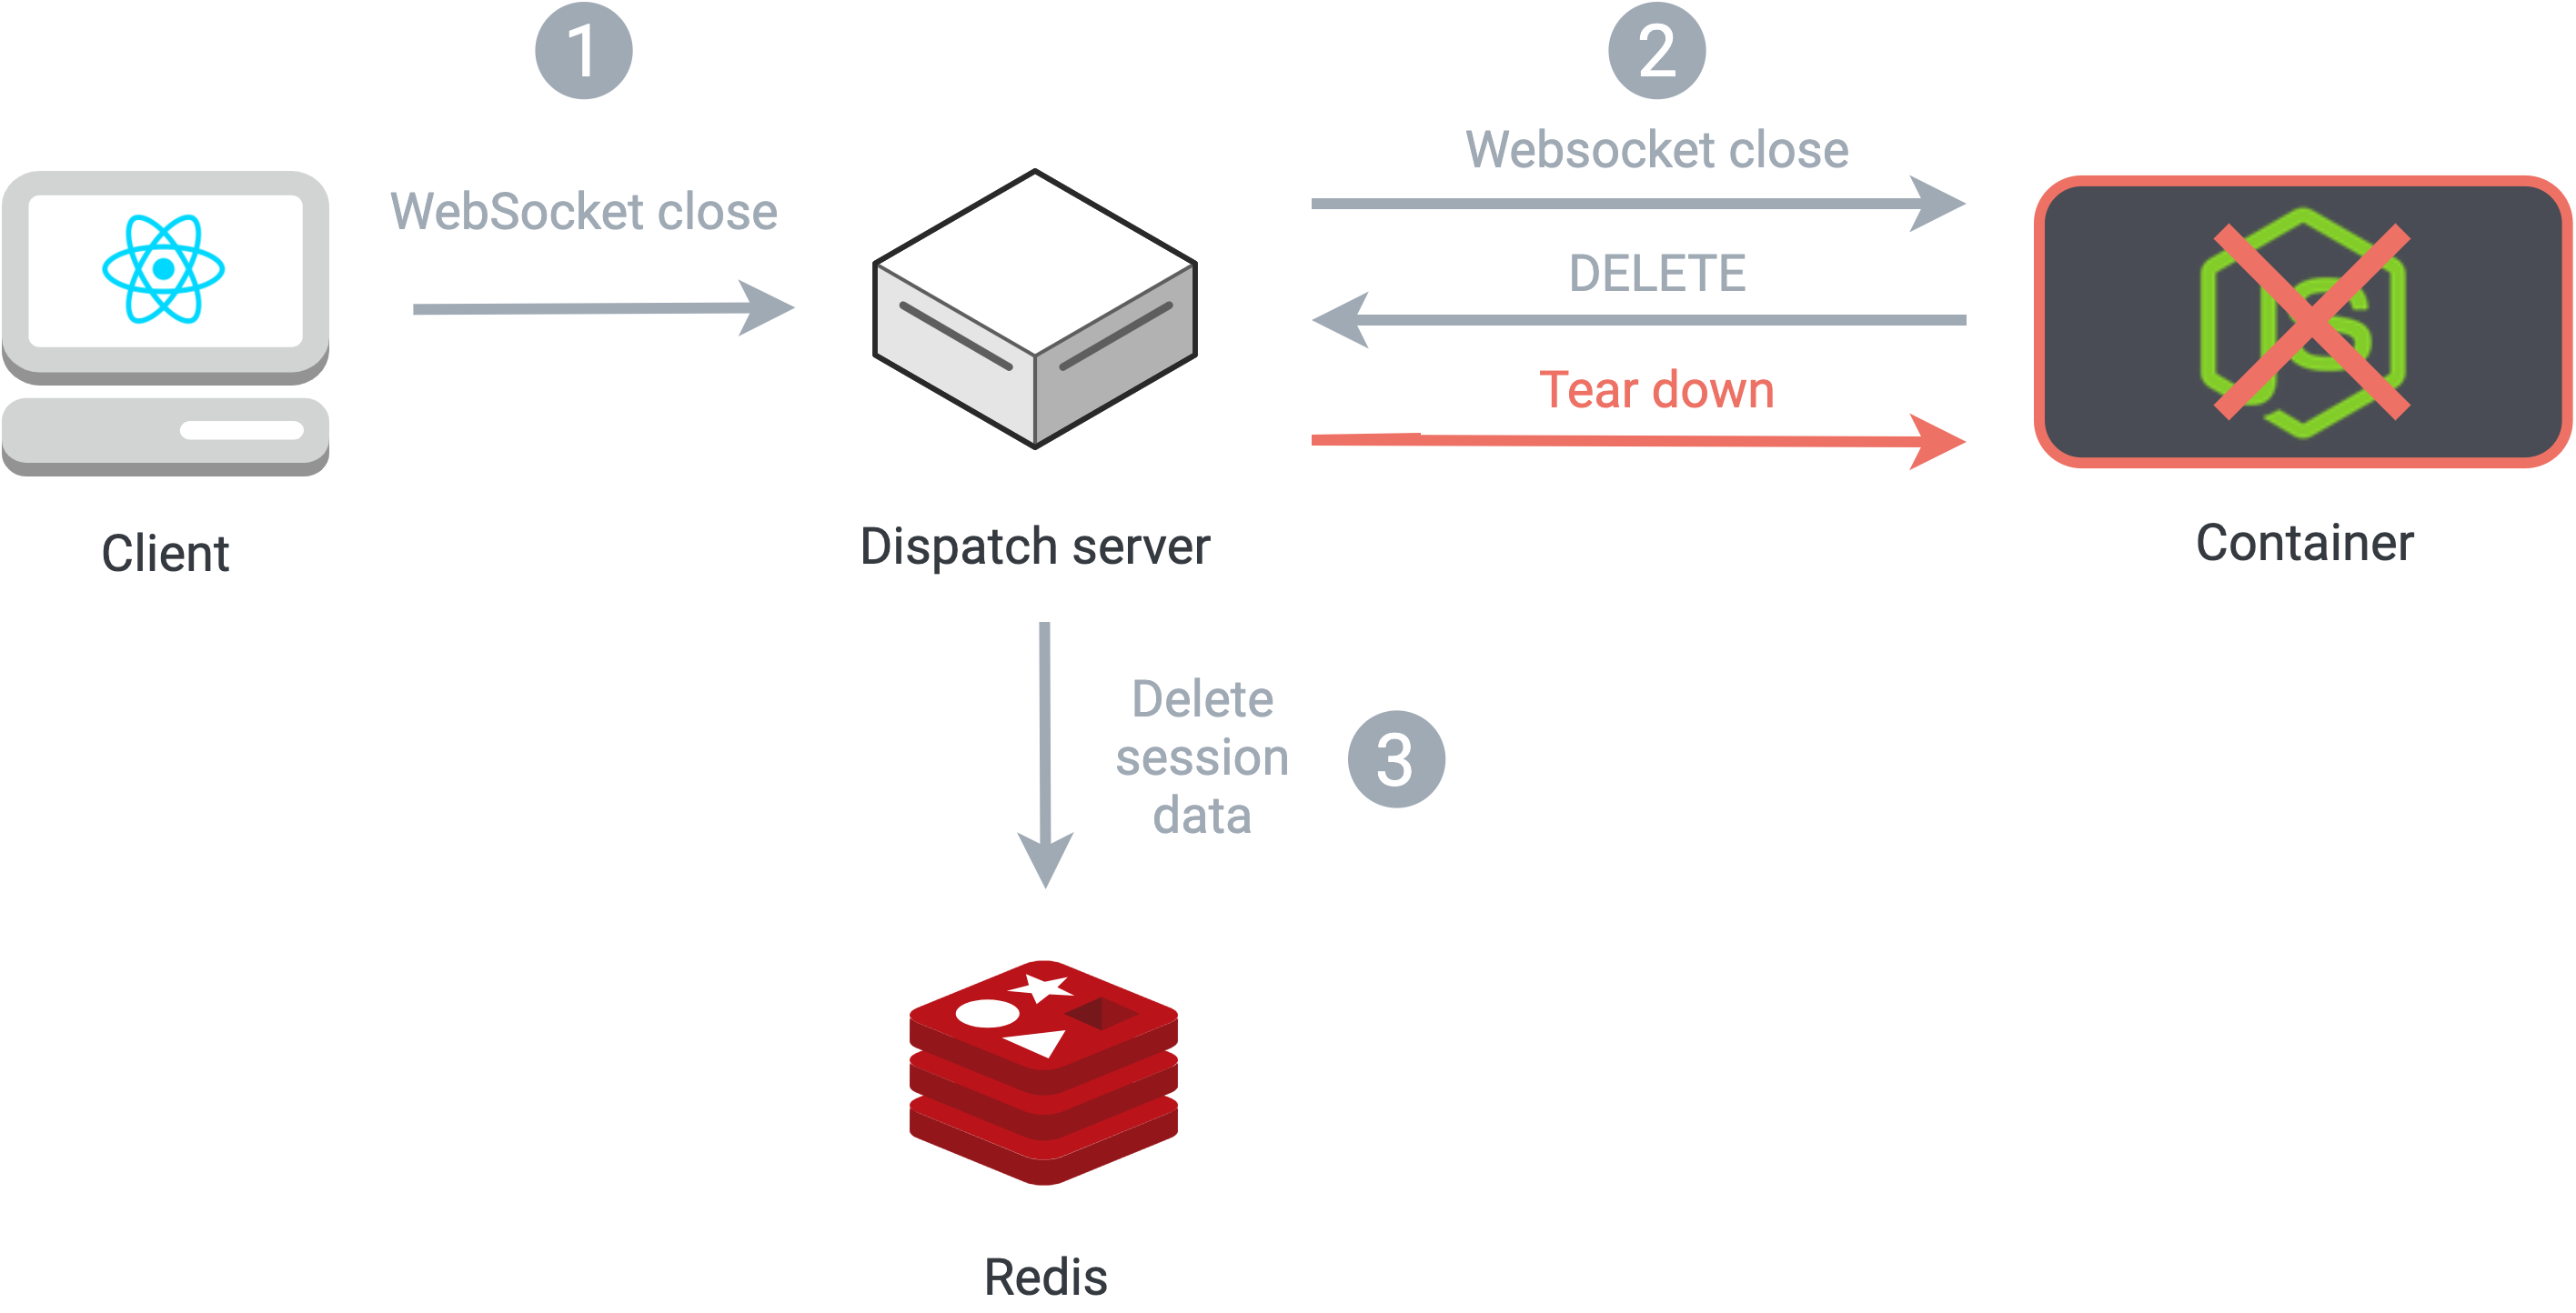 1
2
Websocket close
WebSocket close
DELETE
Tear down
S
Client
Dispatch server
Container
Delete
session
data
3
Redis